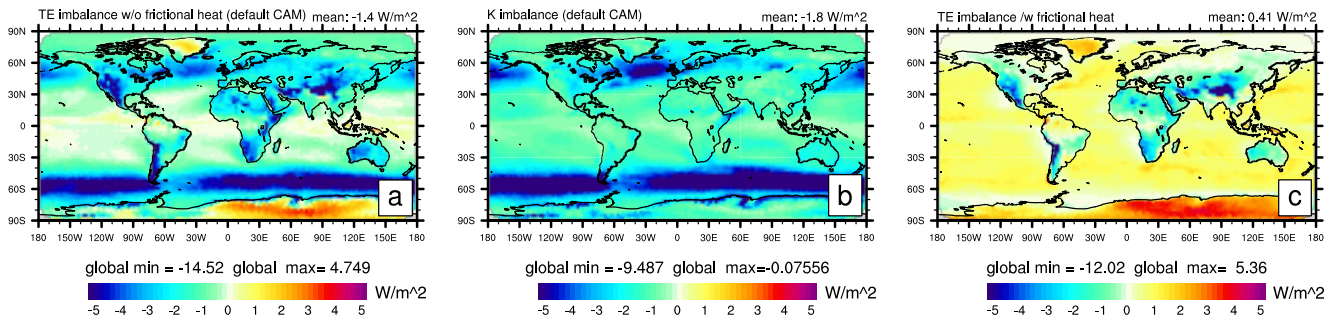 TE imbalance w/o frictional heat (default CAM) mean: -1.4 W/m^2
90N
60N
30N
0
30S
60S
90S
a
180 150W 120W 90W 60W 30W 0 30E 60E 90E 120E 150E 180
global min = -14.52 global max= 4.749
W/m^2
-5 -4 -3 -2 -1 0 1 2 3 4 5
K imbalance (default CAM) mean: -1.8 W/m^2
90N
60N
30N
0
30S
60S
90S
b
180 150W 120W 90W 60W 30W 0 30E 60E 90E 120E 150E 180
global min = -9.487 global max=-0.07556
W/m^2
-5 -4 -3 -2 -1 0 1 2 3 4 5
TE imbalance /w frictional heat mean: 0.41 W/m^2
90N
60N
30N
0
30S
60S
90S
c
180 150W 120W 90W 60W 30W 0 30E 60E 90E 120E 150E 180
global min = -12.02 global max= 5.36
W/m^2
-5 -4 -3 -2 -1 0 1 2 3 4 5